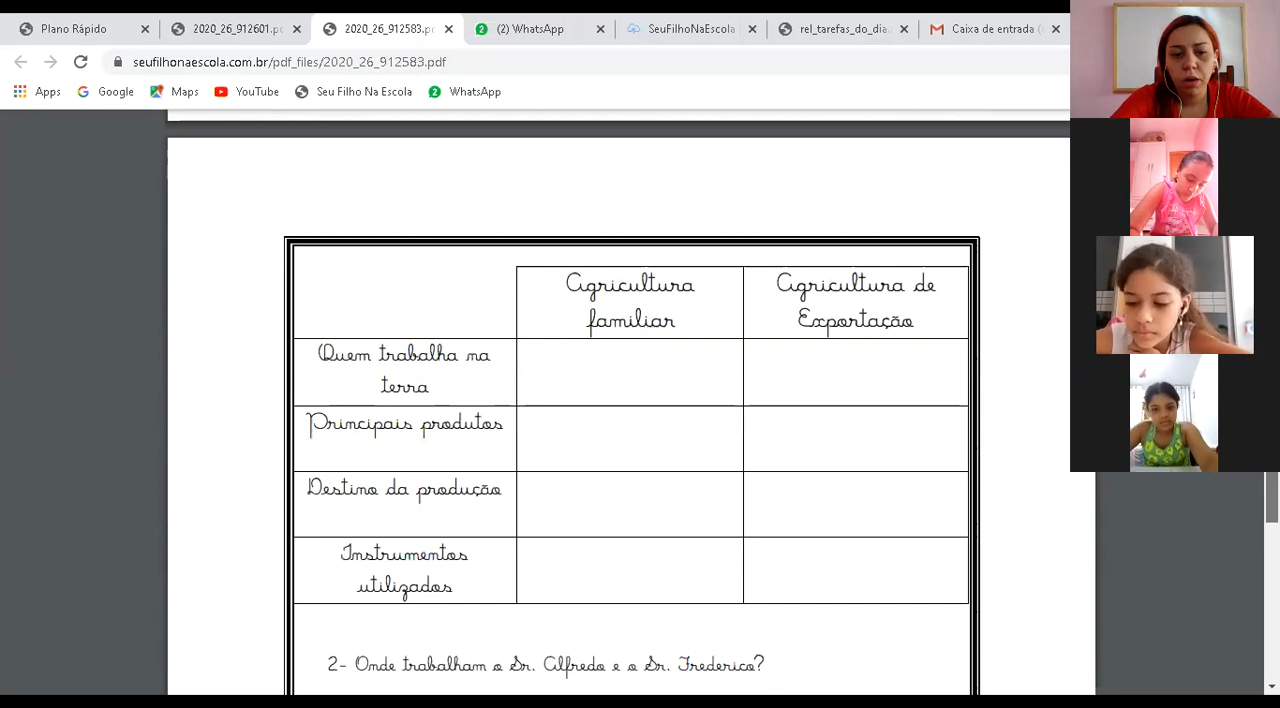 Plano Rápido
2020_26_912601.p
2020_26_912583.p
(2) WhatsApp
SeuFilhoNaEscola
rel_tarefas_do_dia.
Caixa de entrada (
seufilhonaescola.com.br/pdf_files/2020_26_912583.pdf
Apps
Google
Maps
YouTube
Seu Filho Na Escola
2 WhatsApp
Agricultura
familiar
Agricultura de
Exportação
Quem trabalha na
terra
Principais produtos
Destino da produção
Instrumentos
utilizados
2- Onde trabalham o Sr. Alfredo e o Sr. Frederico?